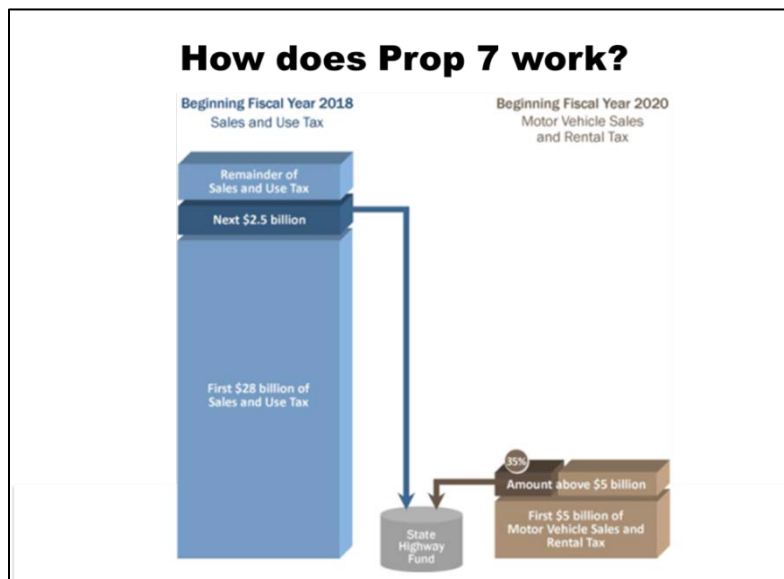 How does Prop 7 work?
Beginning Fiscal Year 2018
Sales and Use Tax
Remainder of
Sales and Use Tax
Next $2.5 billion
First $28 billion of
Sales and Use Tax
Beginning Fiscal Year 2020
Motor Vehicle Sales
and Rental Tax
35%
Amount above $5 billion
First $5 billion of
Motor Vehicle Sales and
Rental Tax
State
Highway
Fund